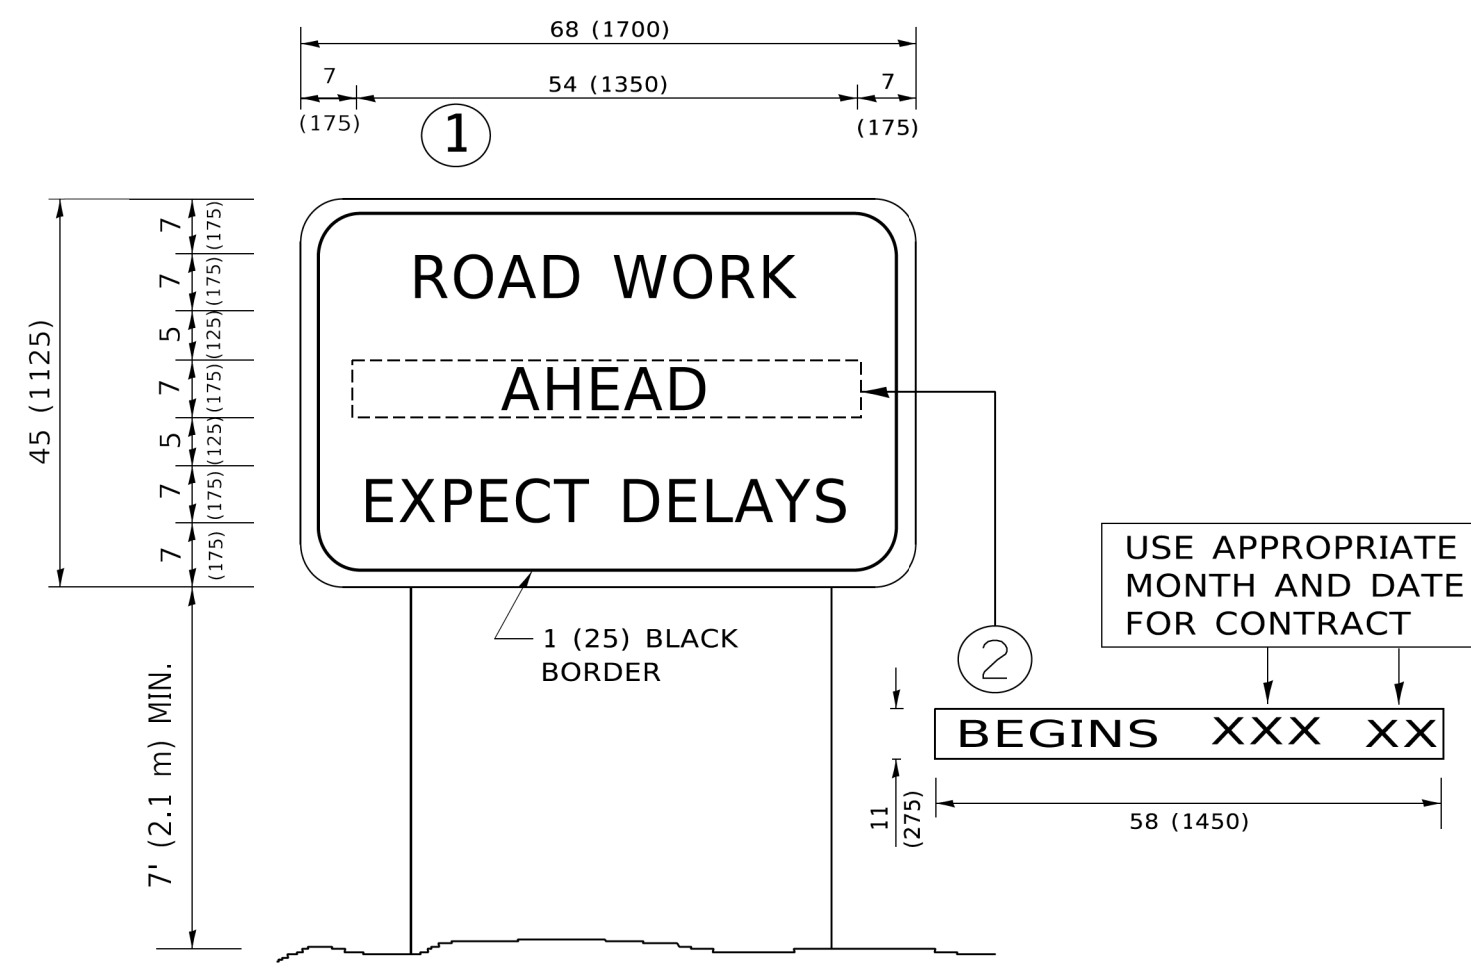 68 (1700)
7
54 (1350)
7
(175)
(175)
1
7
(175)
ROAD WORK
7
(175)
5
(125)
45 (1125)
AHEAD
7
(175)
5
(125)
EXPECT DELAYS
7
(175)
7
(175)
USE APPROPRIATE
MONTH AND DATE
FOR CONTRACT
1 (25) BLACK
BORDER
2
7' (2.1 m) MIN.
BEGINS XXX XX
11
(275)
58 (1450)